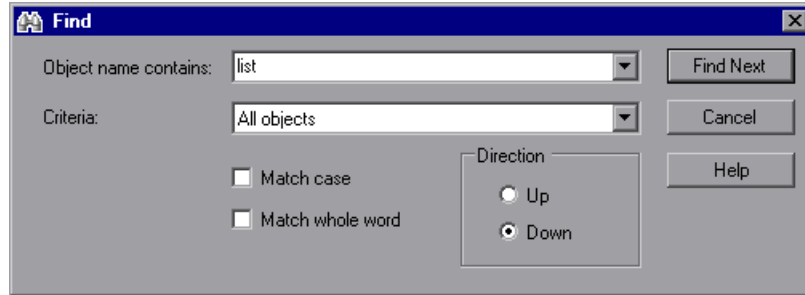 Find
Object name contains: list Find Next
Criteria: All objects Cancel
Direction Help
Match case Up
Match whole word Down